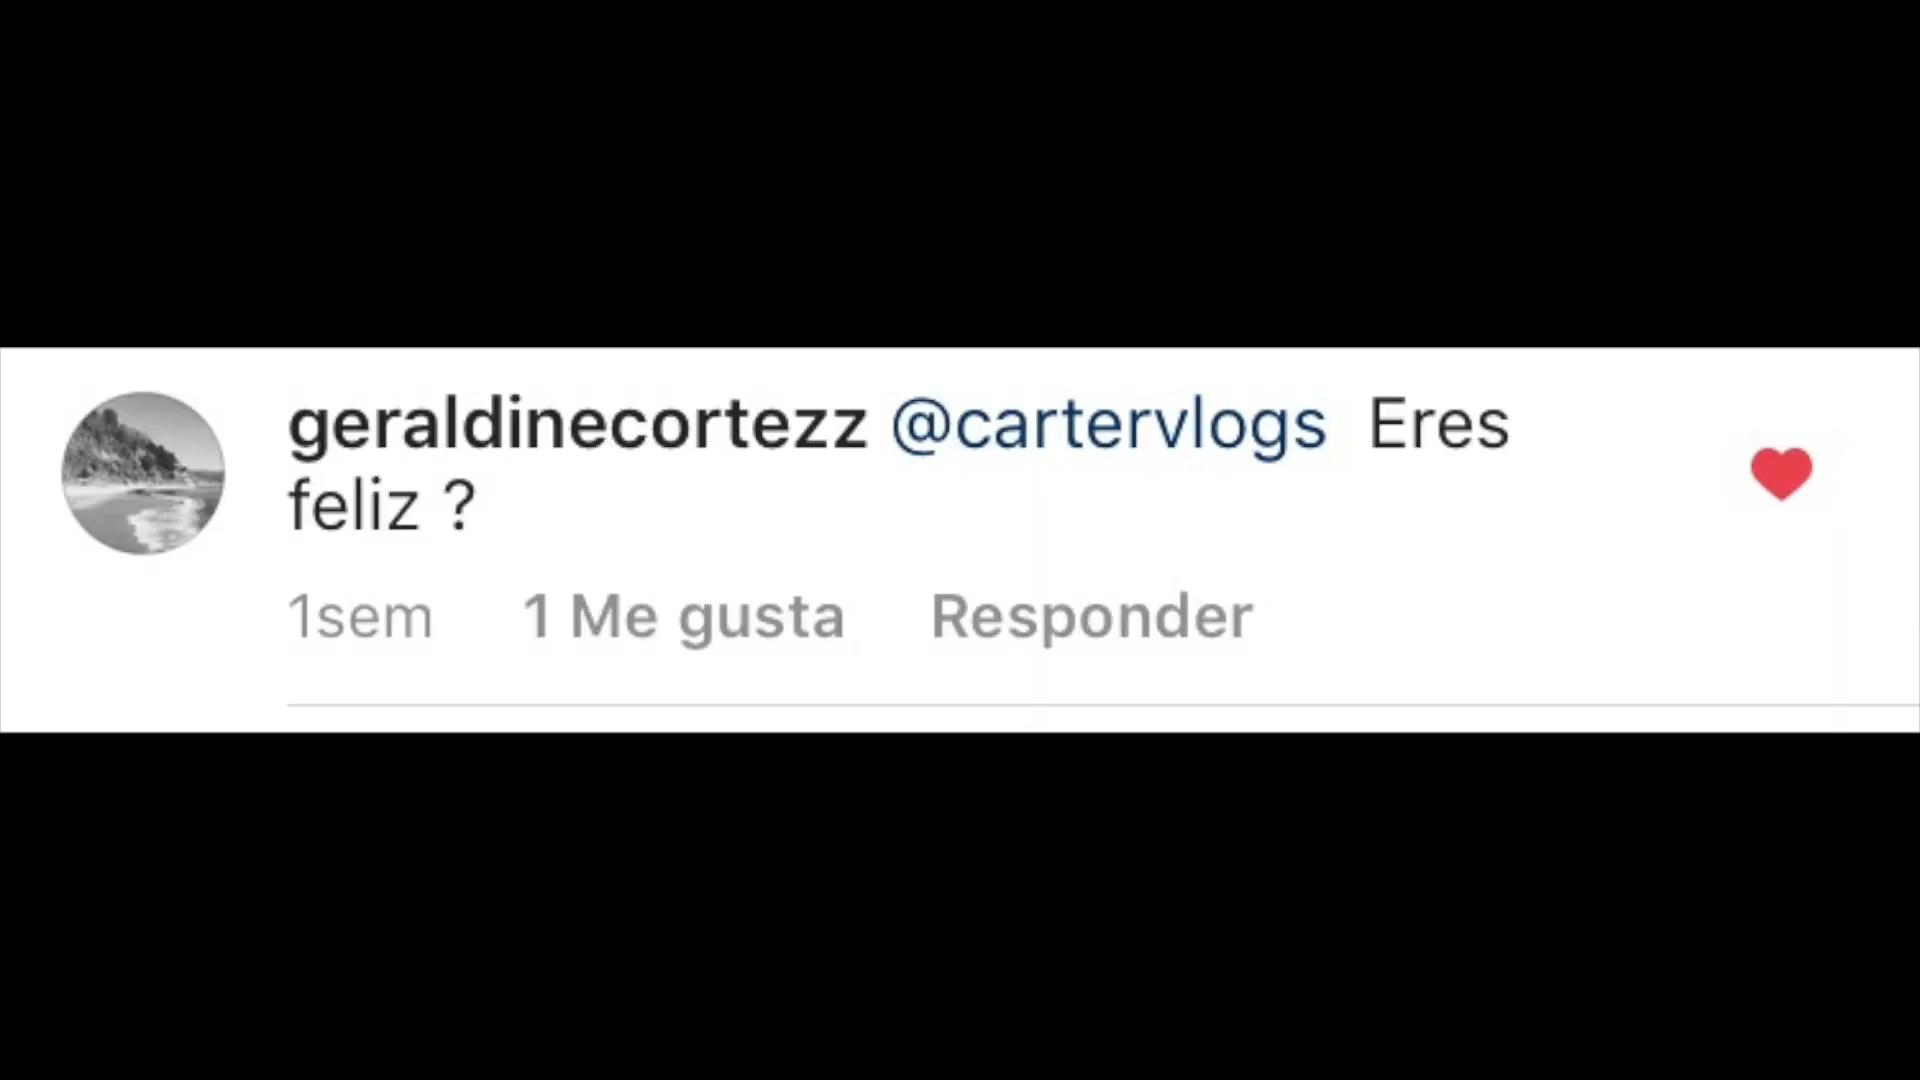 geraldinecortezz @cartervlogs Eres
feliz ?
1sem 1 Me gusta Responder